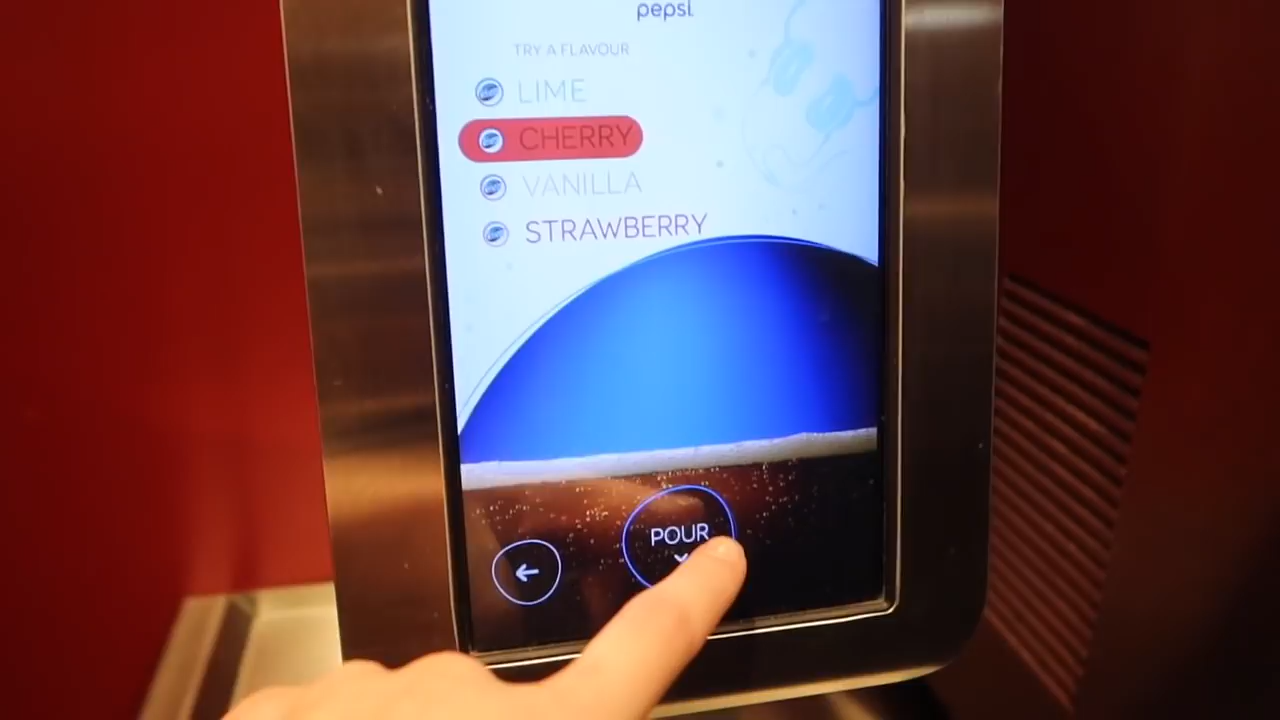 pepsi
TRY A FLAVOUR
LIME
CHERRY
VANILLA
STRAWBERRY
POUR